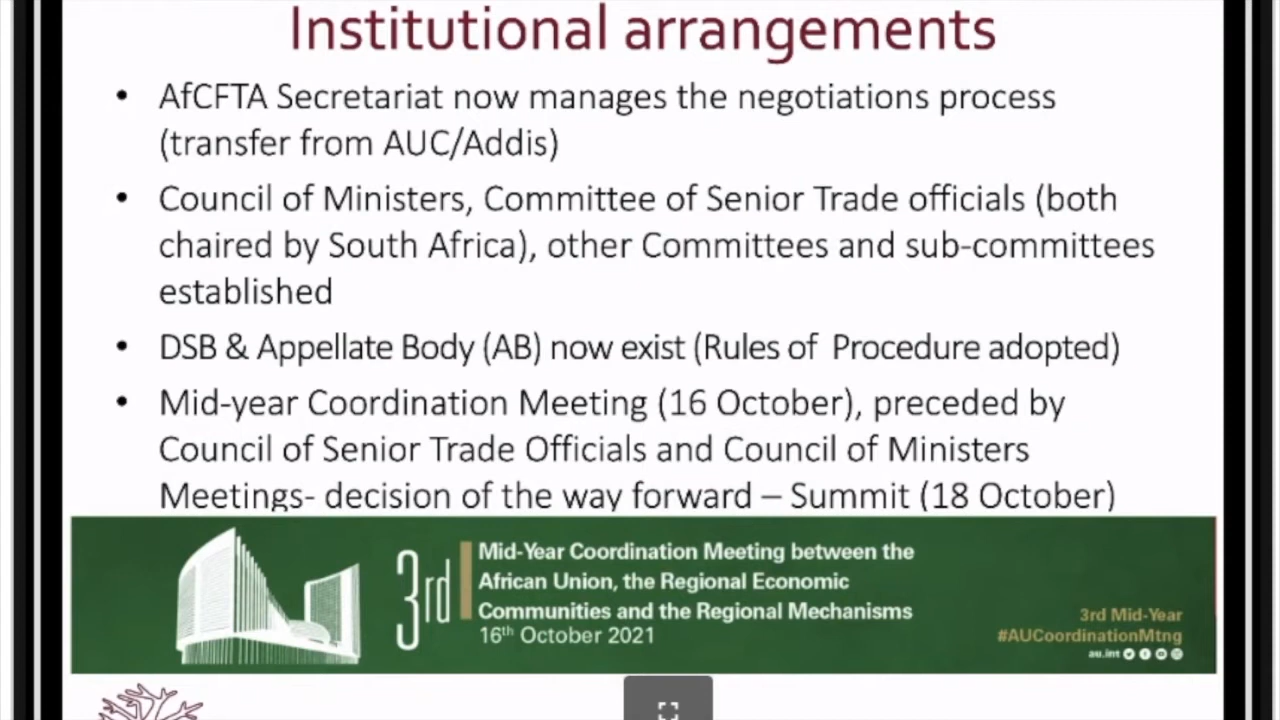 Institutional arrangements
• AfCFTA Secretariat now manages the negotiations process
(transfer from AUC/Addis)
• Council of Ministers, Committee of Senior Trade officials (both
chaired by South Africa), other Committees and sub-committees
established
• DSB & Appellate Body (AB) now exist (Rules of Procedure adopted)
• Mid-year Coordination Meeting (16 October), preceded by
Council of Senior Trade Officials and Council of Ministers
Meetings- decision of the way forward – Summit (18 October)
3rd
Mid-Year Coordination Meeting between the
African Union, the Regional Economic
Communities and the Regional Mechanisms
16th October 2021
3rd Mid-Year
#AUCoordinationMtng
au.int